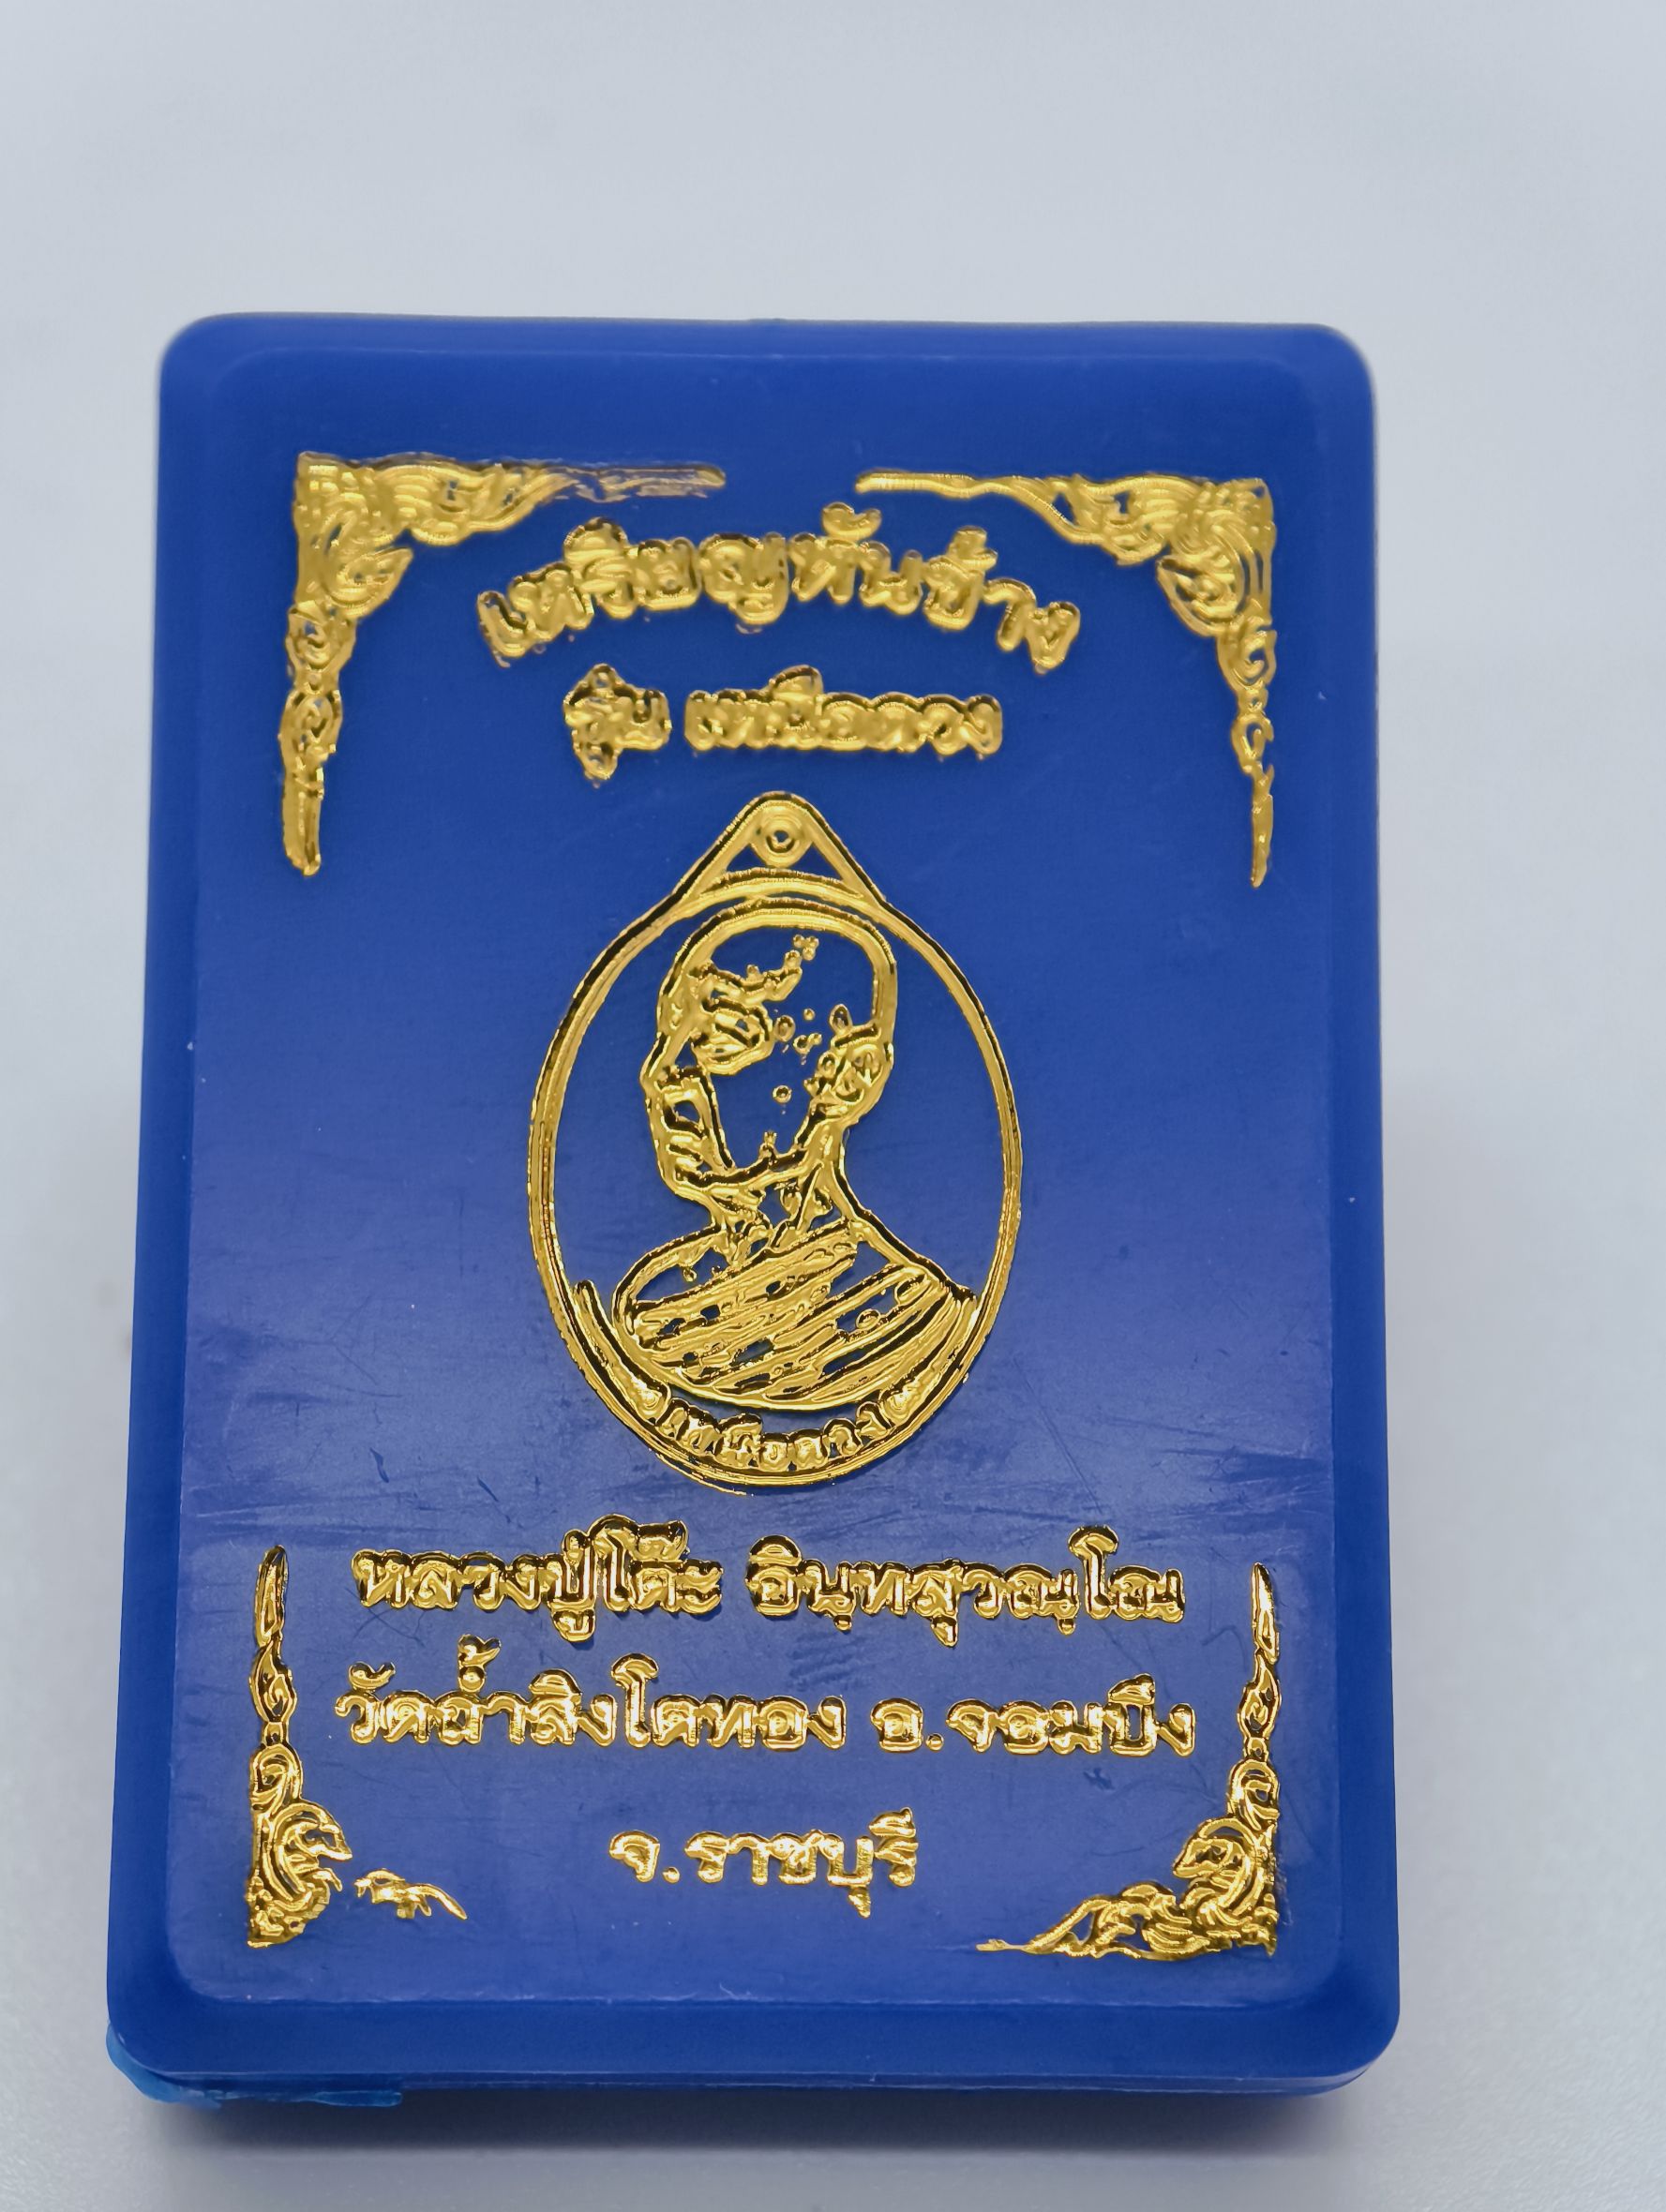 เหรียญหันข้าง
รุ่น เหนือดวง
เหนือดวง
หลวงปู่โต๊ะ อินฺทสุวณฺโณ
วัดถ้ำสิงโตทอง อ.จอมบึง
จ.ราชบุรี